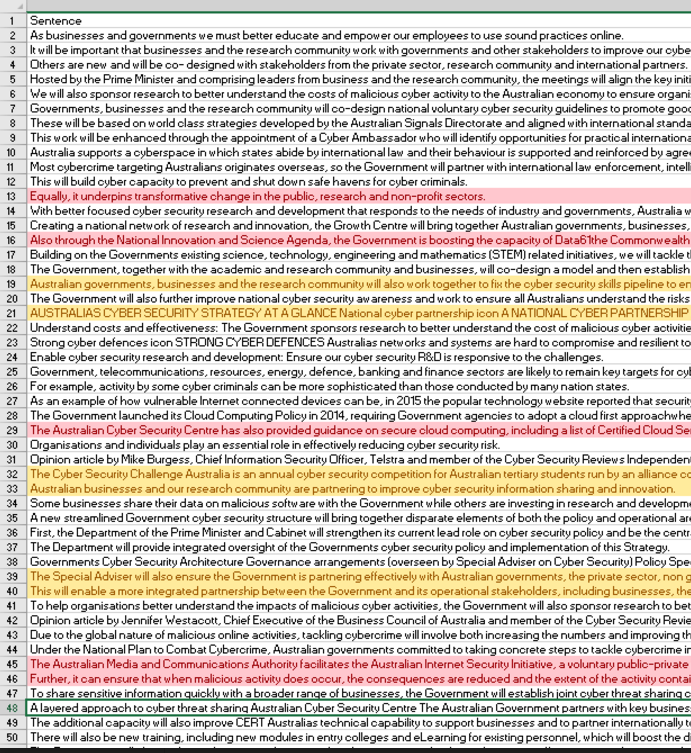 1 Sentence
2 As businesses and governments we must better educate and empower our employees to use sound practices online.
3 It will be important that businesses and the research community work with governments and other stakeholders to improve our cybe
4 Others are new and will be co- designed with stakeholders from the private sector, research community and international partners.
5 Hosted by the Prime Minister and comprising leaders from business and the research community, the meetings will align the key initi
6 We will also sponsor research to better understand the costs of malicious cyber activity to the Australian economy to ensure organis
7 Governments, businesses and the research community will co-design national voluntary cyber security guidelines to promote good
8 These will be based on world class strategies developed by the Australian Signals Directorate and aligned with international standa
9 This work will be enhanced through the appointment of a Cyber Ambassador who will identify opportunities for practical internationa
10 Australia supports a cyberspace in which states abide by international law and their behaviour is supported and reinforced by agree
11 Most cybercrime targeting Australians originates overseas, so the Government will partner with international law enforcement, intelli
12 This will build cyber capacity to prevent and shut down safe havens for cyber criminals.
13 Equally, it underpins transformative change in the public, research and non-profit sectors.
14 With better focused cyber security research and development that responds to the needs of industry and governments, Australia w
15 Creating a national network of research and innovation, the Growth Centre will bring together Australian governments, businesses,
16 Also through the National Innovation and Science Agenda, the Government is boosting the capacity of Data61the Commonwealth
17 Building on the Governments existing science, technology, engineering and mathematics (STEM) related initiatives, we will tackle t
18 The Government, together with the academic and research community and businesses, will co-design a model and then establish
19 Australian governments, businesses and the research community will also work together to fix the cyber security skills pipeline to en
20 The Government will also further improve national cyber security awareness and work to ensure all Australians understand the risks
21 AUSTRALIAS CYBER SECURITY STRATEGY AT A GLANCE National cyber partnership icon A NATIONAL CYBER PARTNERSHIP
22 Understand costs and effectiveness: The Government sponsors research to better understand the cost of malicious cyber activitie
23 Strong cyber defences icon STRONG CYBER DEFENCES Australias networks and systems are hard to compromise and resilient to
24 Enable cyber security research and development: Ensure our cyber security R&D is responsive to the challenges.
25 Government, telecommunications, resources, energy, defence, banking and finance sectors are likely to remain key targets for cyb
26 For example, activity by some cyber criminals can be more sophisticated than those conducted by many nation states.
27 As an example of how vulnerable Internet connected devices can be, in 2015 the popular technology website reported that securit
28 The Government launched its Cloud Computing Policy in 2014, requiring Government agencies to adopt a cloud first approachwhe
29 The Australian Cyber Security Centre has also provided guidance on secure cloud computing, including a list of Certified Cloud Se
30 Organisations and individuals play an essential role in effectively reducing cyber security risk.
31 Opinion article by Mike Burgess, Chief Information Security Officer, Telstra and member of the Cyber Security Reviews Independen
32 The Cyber Security Challenge Australia is an annual cyber security competition for Australian tertiary students run by an alliance co
33 Australian businesses and our research community are partnering to improve cyber security information sharing and innovation.
34 Some businesses share their data on malicious software with the Government while others are investing in research and developme
35 A new streamlined Government cyber security structure will bring together disparate elements of both the policy and operational are
36 First, the Department of the Prime Minister and Cabinet will strengthen its current lead role on cyber security policy and be the centr
37 The Department will provide integrated oversight of the Governments cyber security policy and implementation of this Strategy.
38 Governments Cyber Security Architecture Governance arrangements (overseen by Special Adviser on Cyber Security) Policy Spe
39 The Special Adviser will also ensure the Government is partnering effectively with Australian governments, the private sector, non g
40 This will enable a more integrated partnership between the Government and its operational stakeholders, including businesses, the
41 To help organisations better understand the impacts of malicious cyber activities, the Government will also sponsor research to bet
42 Opinion article by Jennifer Westacott, Chief Executive of the Business Council of Australia and member of the Cyber Security Revie
43 Due to the global nature of malicious online activities, tackling cybercrime will involve both increasing the numbers and improving th
44 Under the National Plan to Combat Cybercrime, Australian governments committed to taking concrete steps to tackle cybercrime in
45 The Australian Media and Communications Authority facilitates the Australian Internet Security Initiative, a voluntary public-private
46 Further, it can ensure that when malicious activity does occur, the consequences are reduced and the extent of the activity contai
47 To share sensitive information quickly with a broader range of businesses, the Government will establish joint cyber threat sharing c
48 A layered approach to cyber threat sharing Australian Cyber Security Centre The Australian Government partners with key busines
49 The additional capacity will also improve CERT Australias technical capability to support businesses and to partner internationally t
50 There will also be new training, including new modules in entry colleges and eLearning for existing personnel, which will boost the d